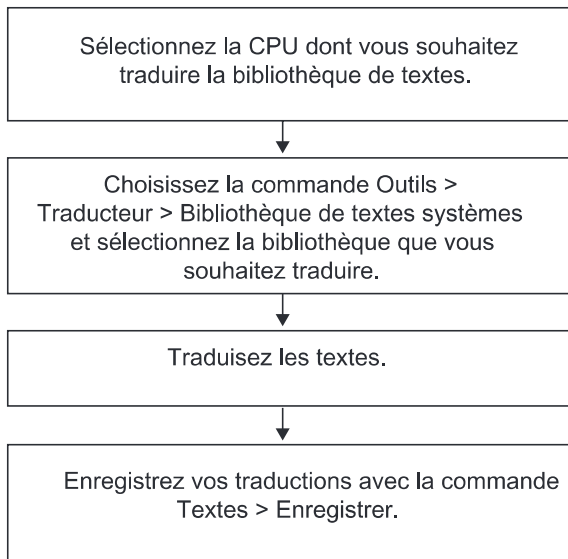 Sélectionnez la CPU dont vous souhaitez
traduire la bibliothèque de textes.
Choisissez la commande Outils >
Traducteur > Bibliothèque de textes systèmes
et sélectionnez la bibliothèque que vous
souhaitez traduire.
Traduisez les textes.
Enregistrez vos traductions avec la commande
Textes > Enregistrer.